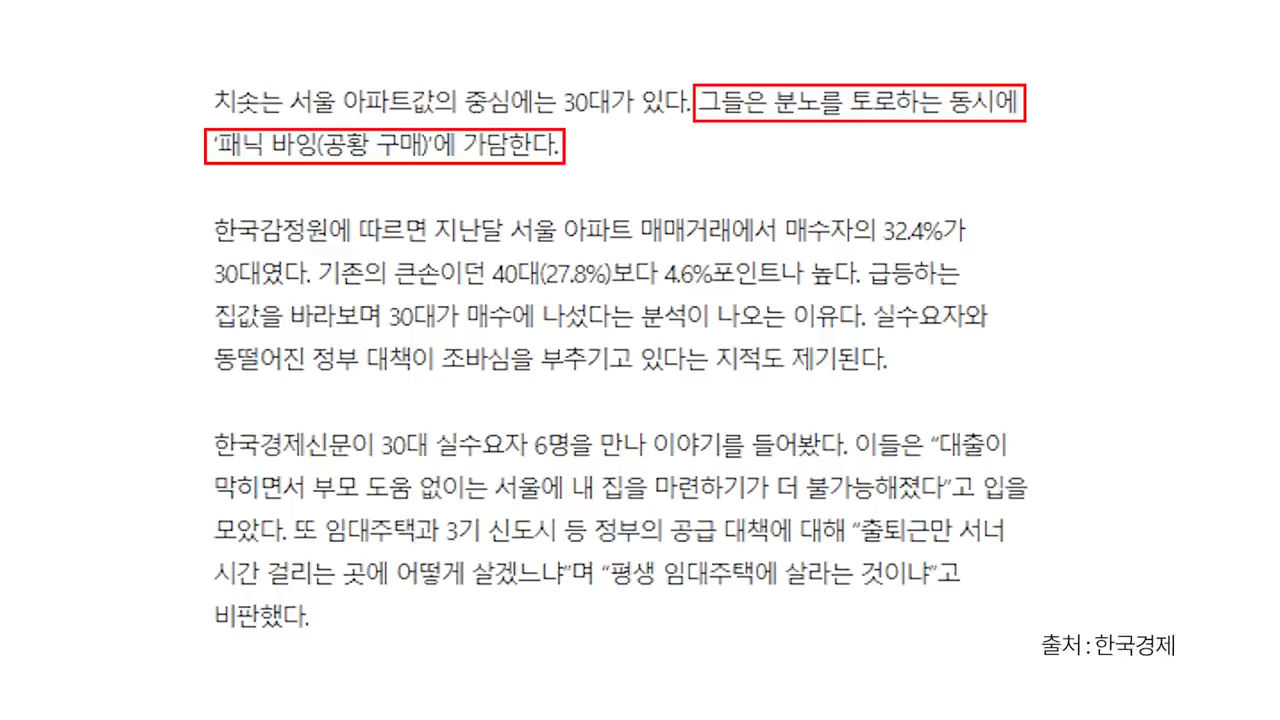 치솟는 서울 아파트값의 중심에는 30대가 있다. 그들은 분노를 토로하는 동시에
‘패닉 바잉(공황 구매)’에 가담한다.
한국감정원에 따르면 지난달 서울 아파트 매매거래에서 매수자의 32.4%가
30대였다. 기존의 큰손이던 40대(27.8%)보다 4.6%포인트나 높다. 급등하는
집값을 바라보며 30대가 매수에 나섰다는 분석이 나오는 이유다. 실수요자와
동떨어진 정부 대책이 조바심을 부추기고 있다는 지적도 제기된다.
한국경제신문이 30대 실수요자 6명을 만나 이야기를 들어봤다. 이들은 “대출이
막히면서 부모 도움 없이는 서울에 내 집을 마련하기가 더 불가능해졌다”고 입을
모았다. 또 임대주택과 3기 신도시 등 정부의 공급 대책에 대해 “출퇴근만 서너
시간 걸리는 곳에 어떻게 살겠느냐”며 “평생 임대주택에 살라는 것이냐”고
비판했다.
출처 : 한국경제